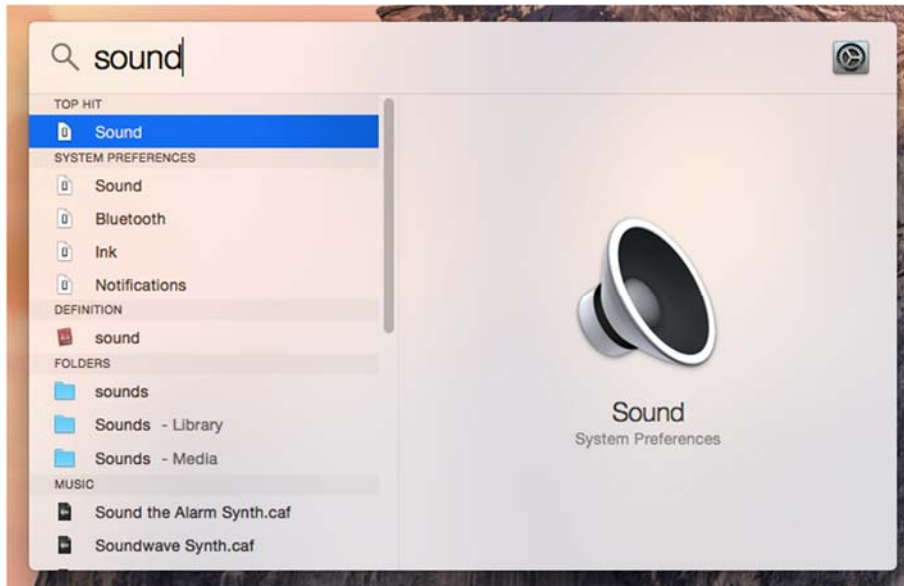 sound
TOP HIT
Sound
SYSTEM PREFERENCES
Sound
Bluetooth
Ink
Notifications
DEFINITION
sound
FOLDERS
sounds
Sounds - Library
Sounds - Media
MUSIC
Sound the Alarm Synth.caf
Soundwave Synth.caf
Sound
System Preferences